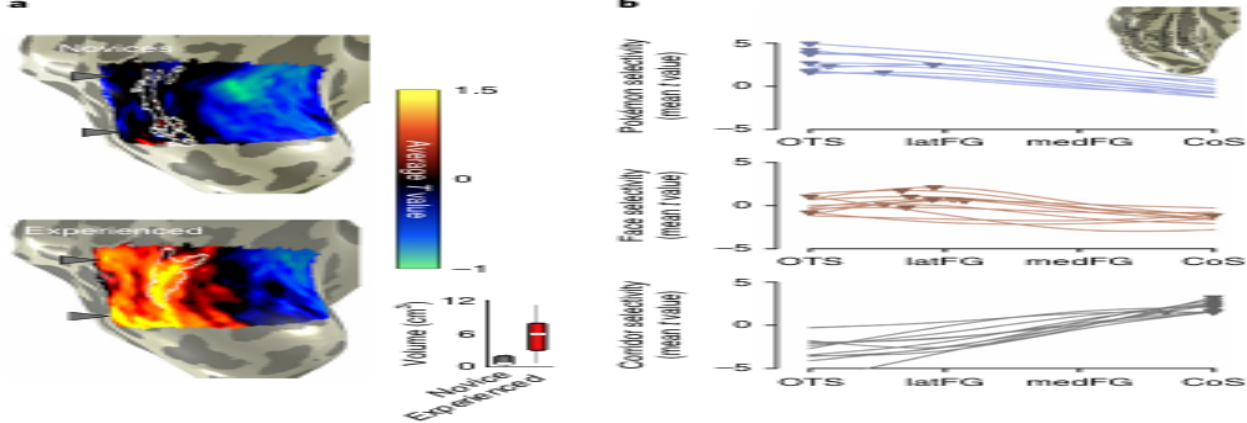 a
Novices
Experienced
1.5
0
−1
Average T value
Volume (cm³)
12
6
0
Novice
Experienced
b
Pokémon selectivity
(mean t value)
5
0
−5
OTS latFG medFG CoS
Face selectivity
(mean t value)
5
0
−5
OTS latFG medFG CoS
Corridor selectivity
(mean t value)
5
0
−5
OTS latFG medFG CoS